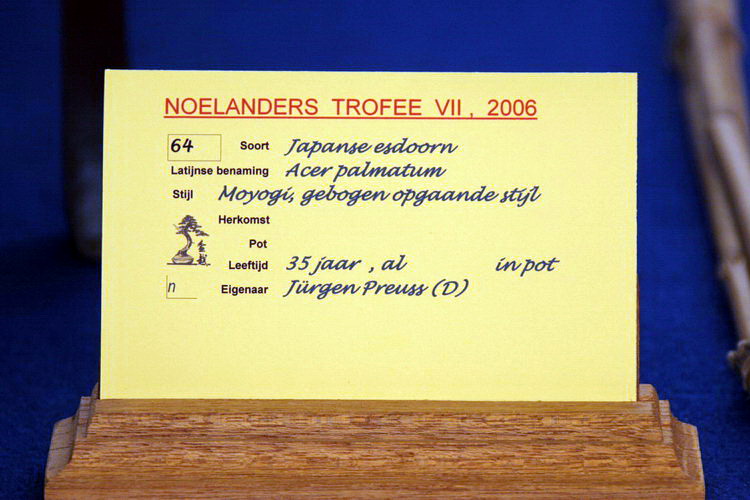 NOELANDERS TROFEE VII, 2006
64 Soort Japanse esdoorn
Latijnse benaming Acer palmatum
Stijl Moyogi, gebogen opgaande stijl
Herkomst
Pot
Leeftijd 35 jaar , al in pot
n Eigenaar Jürgen Preuss (D)